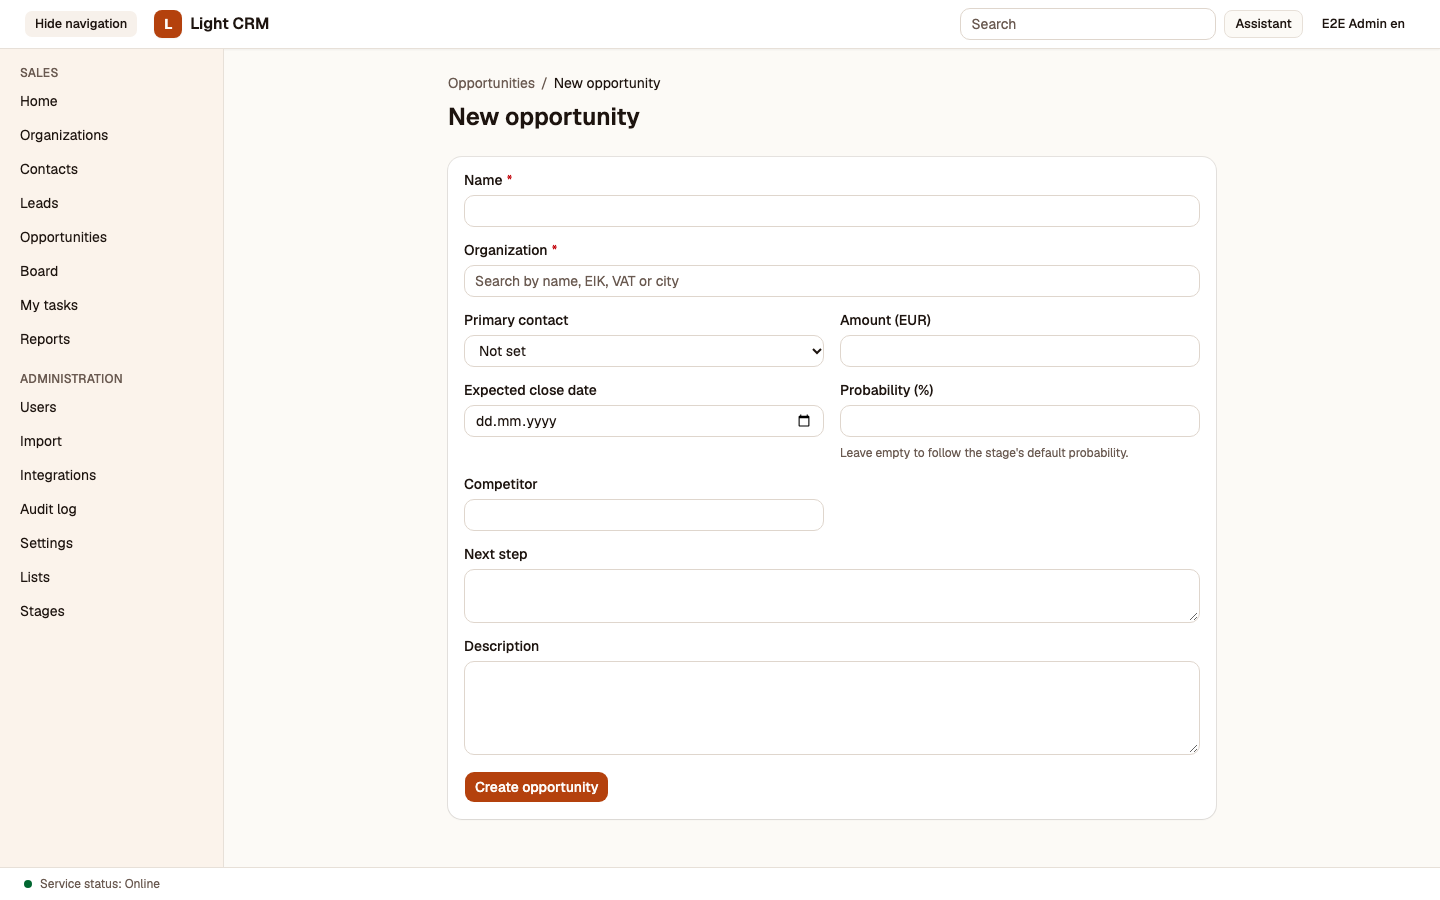 Hide navigation
L
Light CRM
Search
Assistant
E2E Admin en
SALES
Home
Organizations
Contacts
Leads
Opportunities
Board
My tasks
Reports
ADMINISTRATION
Users
Import
Integrations
Audit log
Settings
Lists
Stages
Opportunities / New opportunity
New opportunity
Name *
Organization *
Search by name, EIK, VAT or city
Primary contact
Not set
Amount (EUR)
Expected close date
dd.mm.yyyy
Probability (%)
Leave empty to follow the stage's default probability.
Competitor
Next step
Description
Create opportunity
Service status: Online